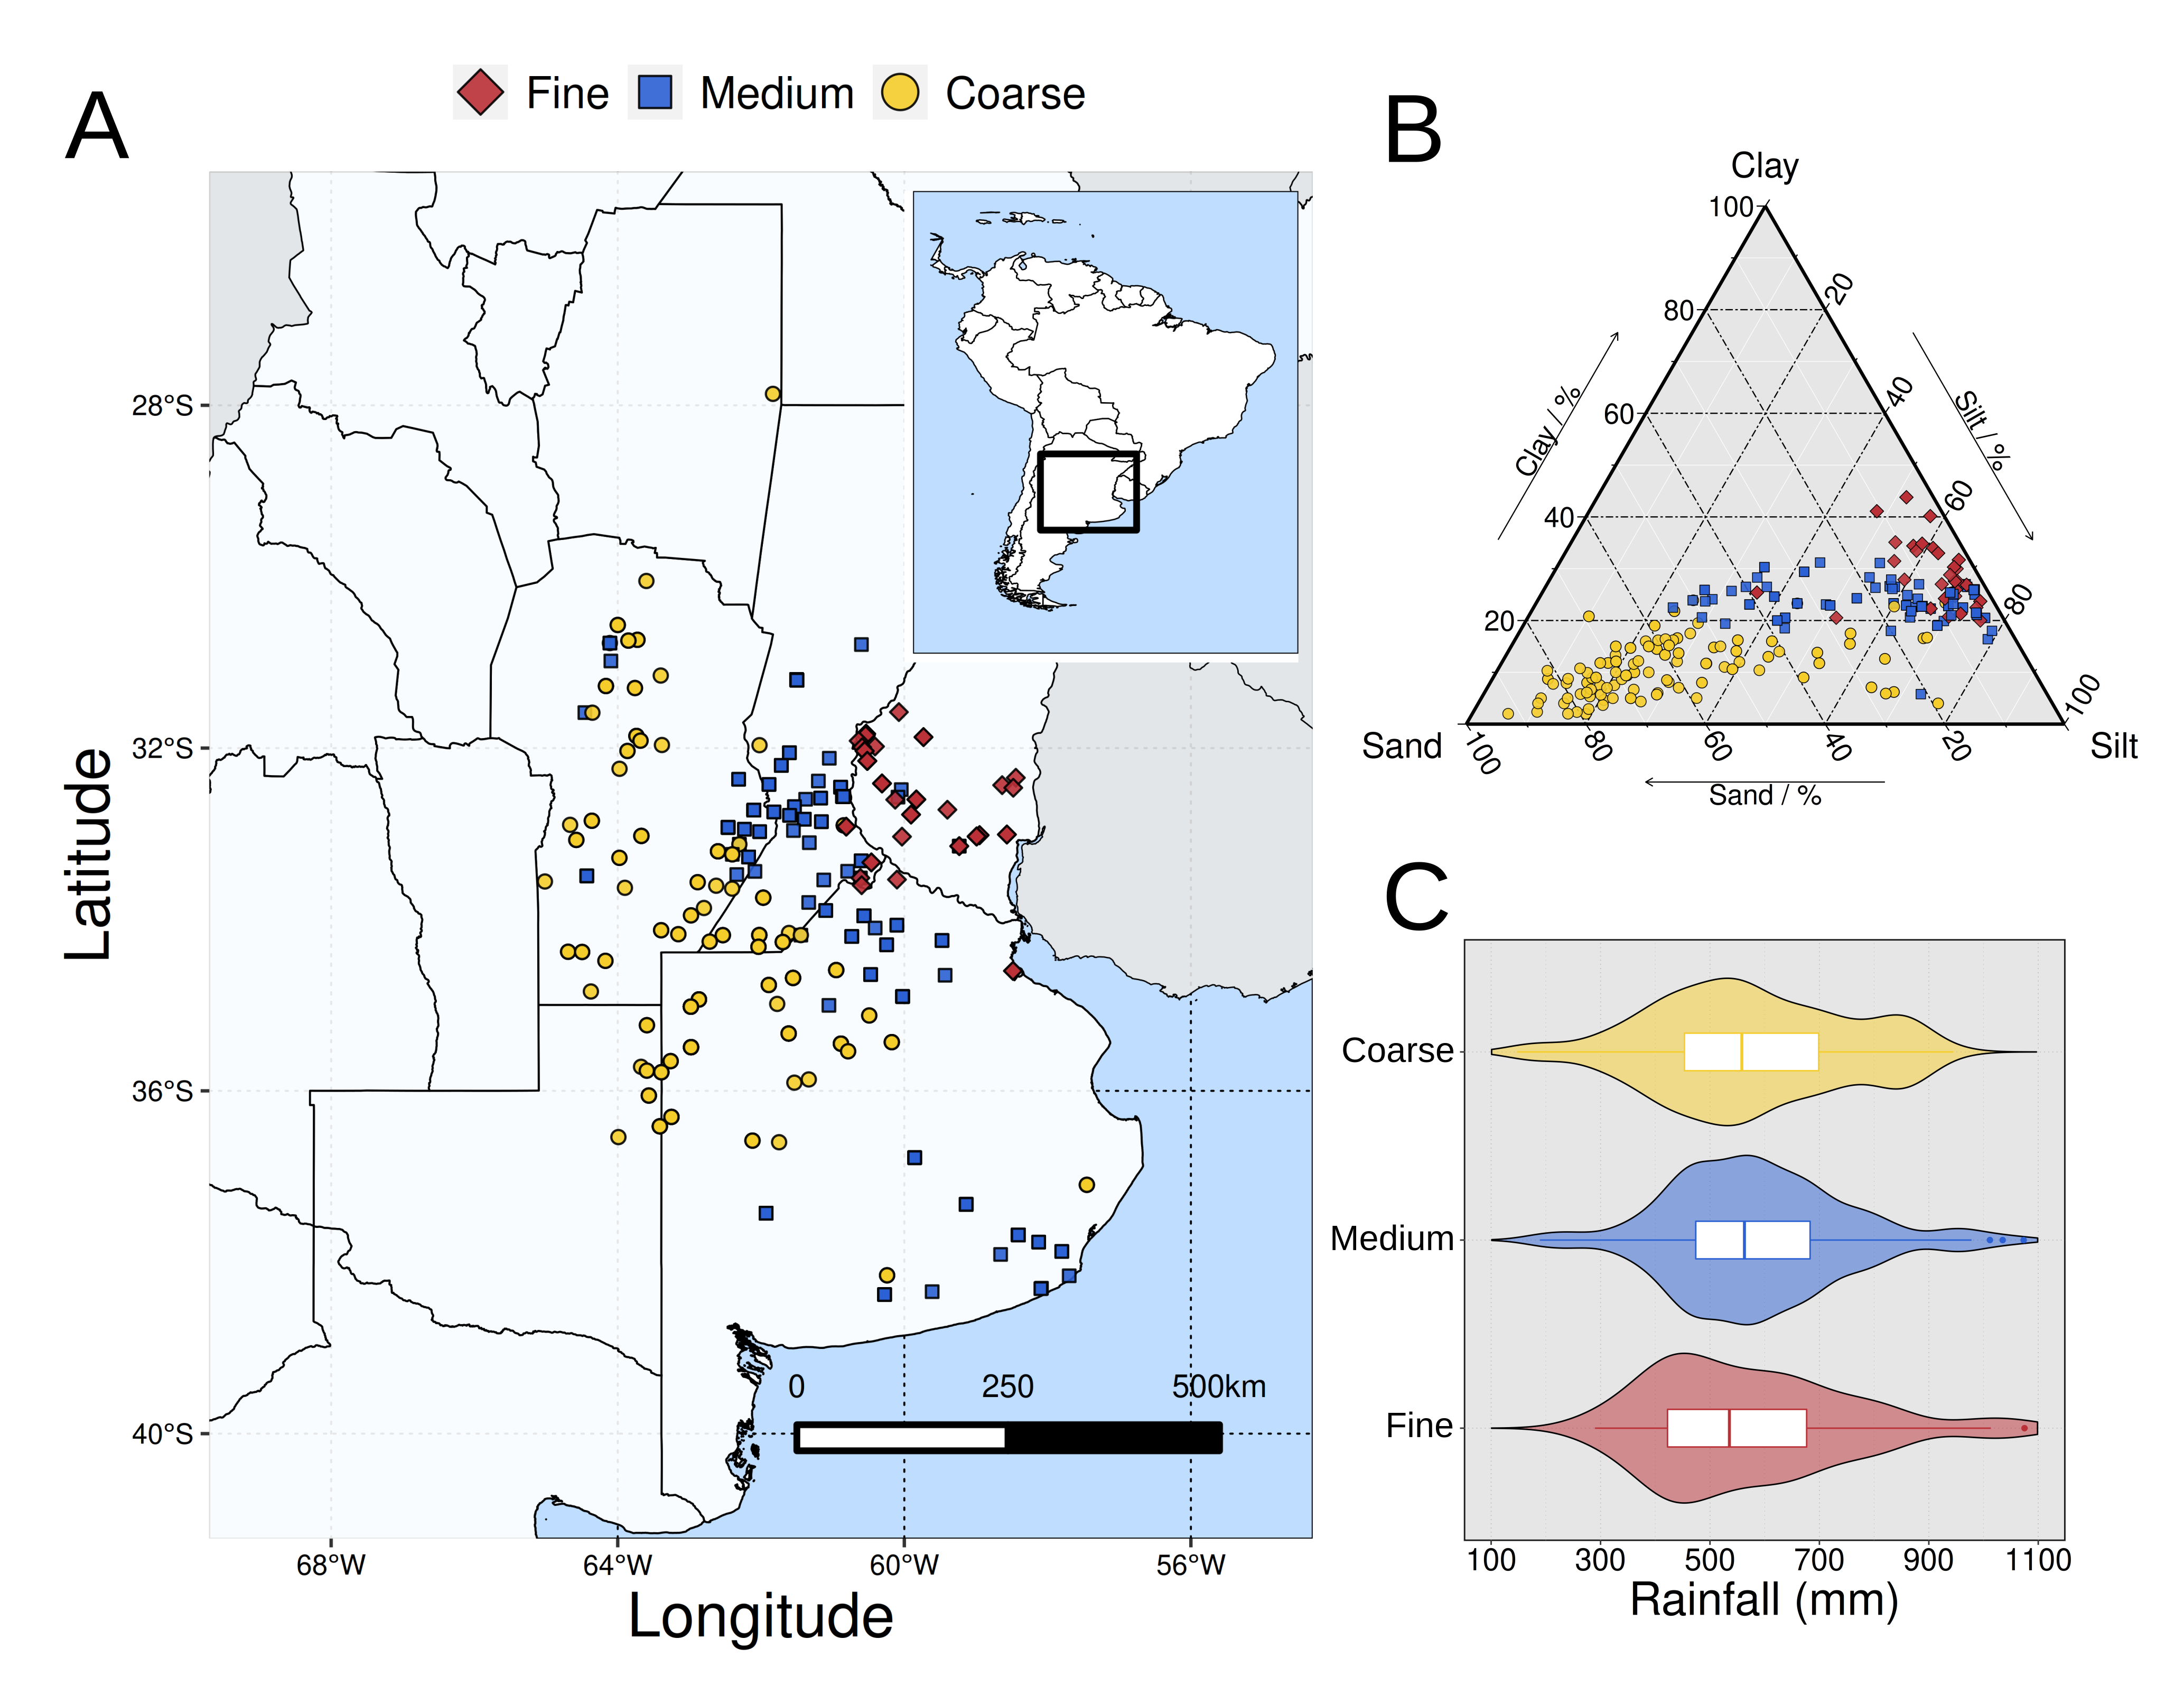 A
Fine Medium Coarse
28°S
32°S
36°S
40°S
Latitude
0 250 500km
68°W 64°W 60°W 56°W
Longitude
B
Clay
100
80
60
40
20
20
40
60
80
100
Clay / %
Silt / %
Sand
Silt
100 80 60 40 20
Sand / %
C
Coarse
Medium
Fine
100 300 500 700 900 1100
Rainfall (mm)